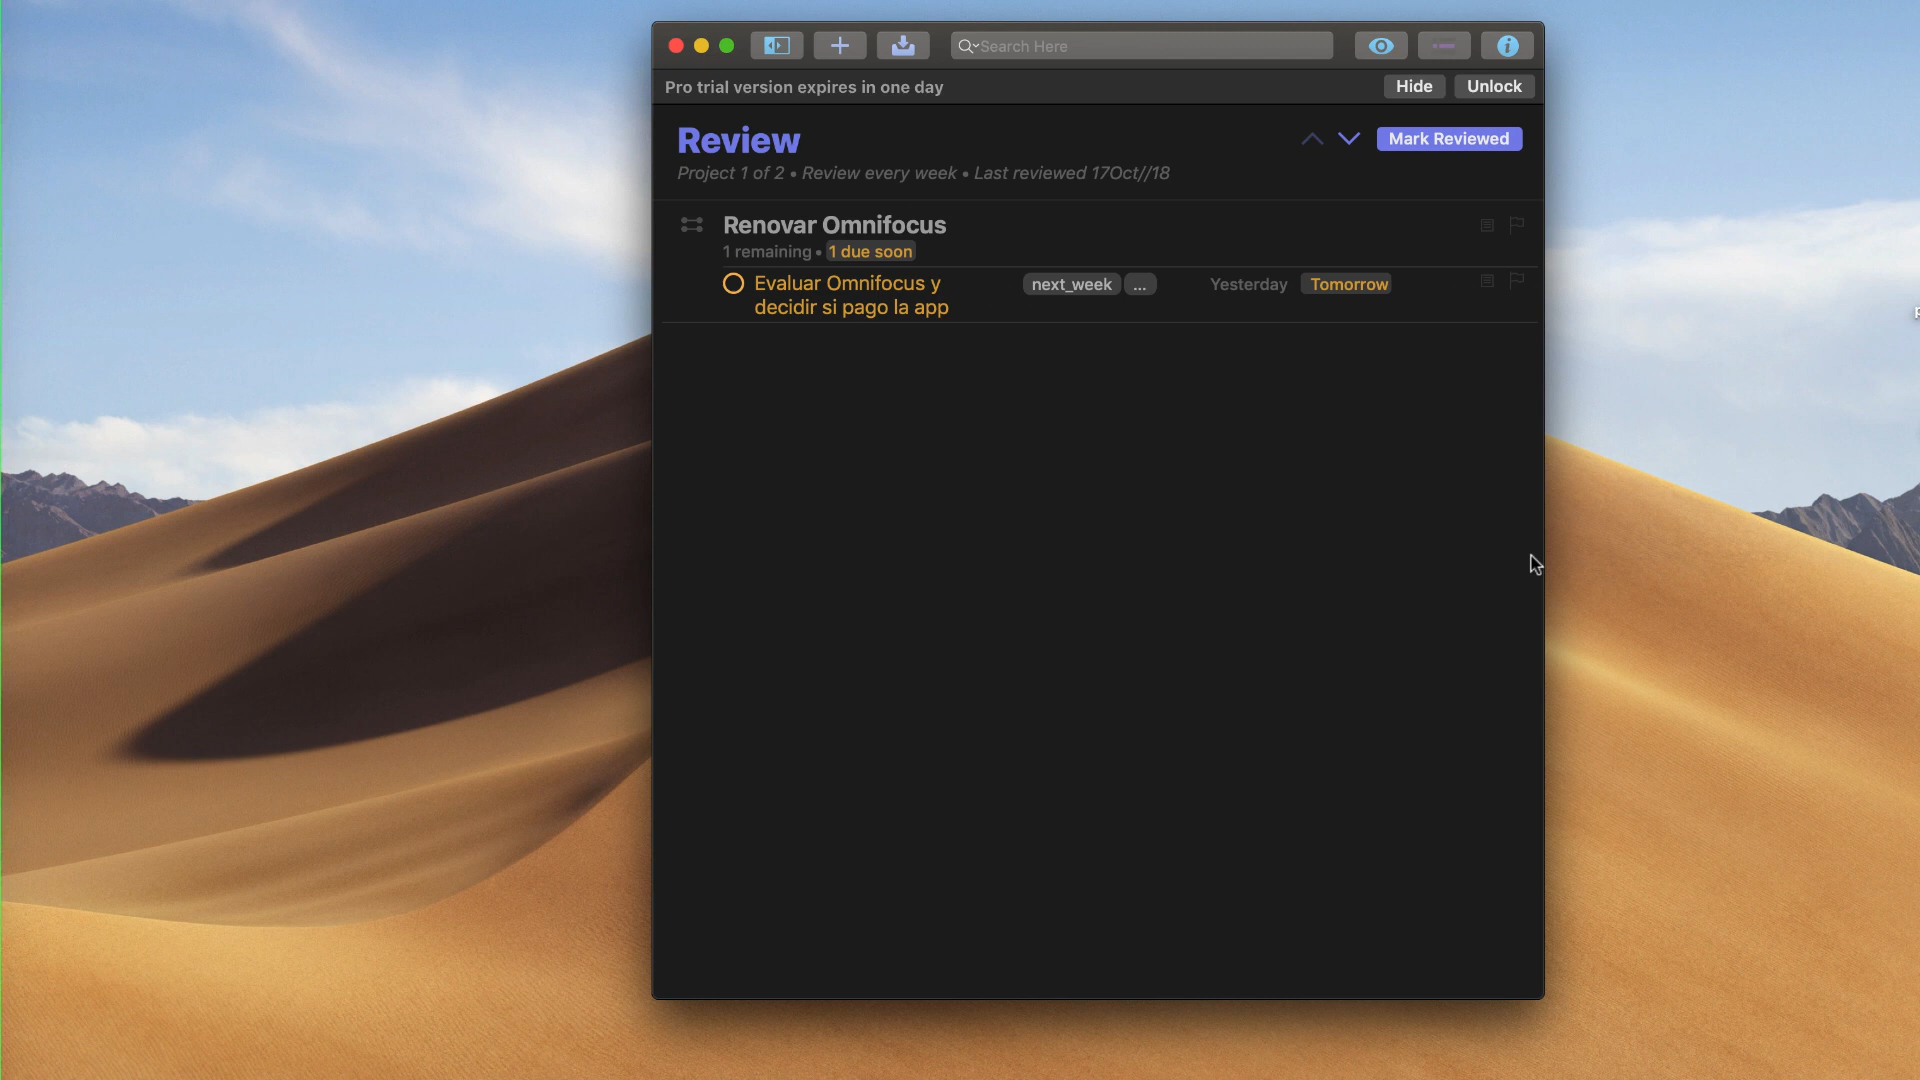 Search Here
Pro trial version expires in one day
Hide
Unlock
Review
Mark Reviewed
Project 1 of 2 • Review every week • Last reviewed 17Oct//18
Renovar Omnifocus
1 remaining • 1 due soon
Evaluar Omnifocus y
decidir si pago la app
next_week
...
Yesterday
Tomorrow